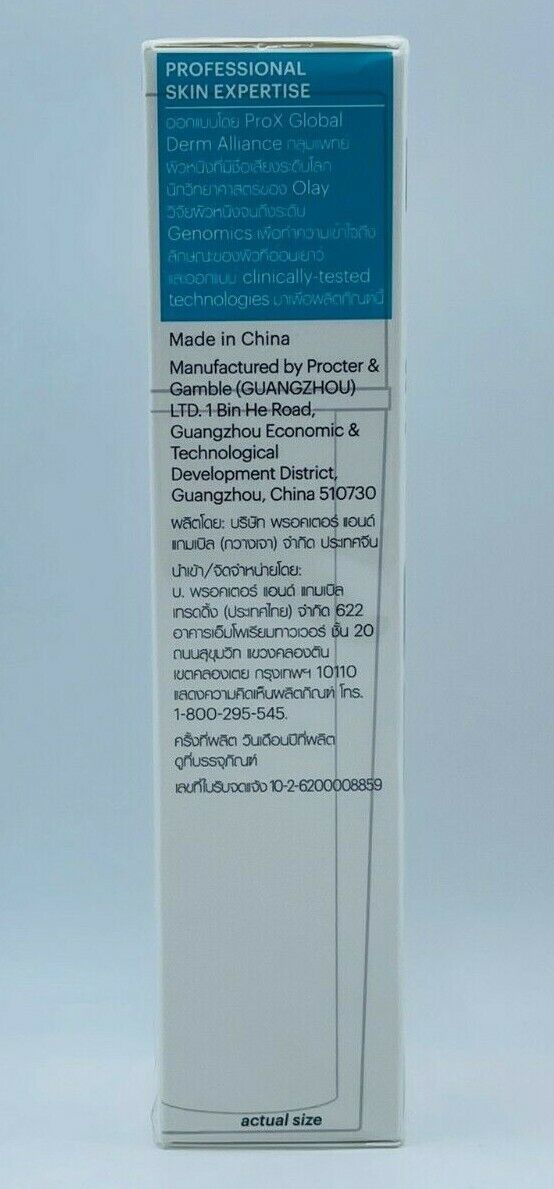 PROFESSIONAL
SKIN EXPERTISE
ออกแบบโดย ProX Global
Derm Alliance กลุ่มแพทย์
ผิวหนังที่มีชื่อเสียงระดับโลก
นักวิทยาศาสตร์ของ Olay
วิจัยผิวหนังจนถึงระดับ
Genomics เพื่อทำความเข้าใจถึง
ลักษณะของผิวที่อ่อนเยาว์
และออกแบบ clinically-tested
technologies มาเพื่อผลิตภัณฑ์นี้
Made in China
Manufactured by Procter &
Gamble (GUANGZHOU)
LTD. 1 Bin He Road,
Guangzhou Economic &
Technological
Development District,
Guangzhou, China 510730
ผลิตโดย: บริษัท พรอคเตอร์ แอนด์
แกมเบิล (กวางเจา) จำกัด ประเทศจีน
นำเข้า/จัดจำหน่ายโดย:
บ. พรอคเตอร์ แอนด์ แกมเบิล
เทรดดิ้ง (ประเทศไทย) จำกัด 622
อาคารเอ็มโพเรียมทาวเวอร์ ชั้น 20
ถนนสุขุมวิท แขวงคลองตัน
เขตคลองเตย กรุงเทพฯ 10110
แสดงความคิดเห็นผลิตภัณฑ์ โทร.
1-800-295-545.
ครั้งที่ผลิต วันเดือนปีที่ผลิต
ดูที่บรรจุภัณฑ์
เลขที่ใบรับจดแจ้ง 10-2-6200008859
actual size